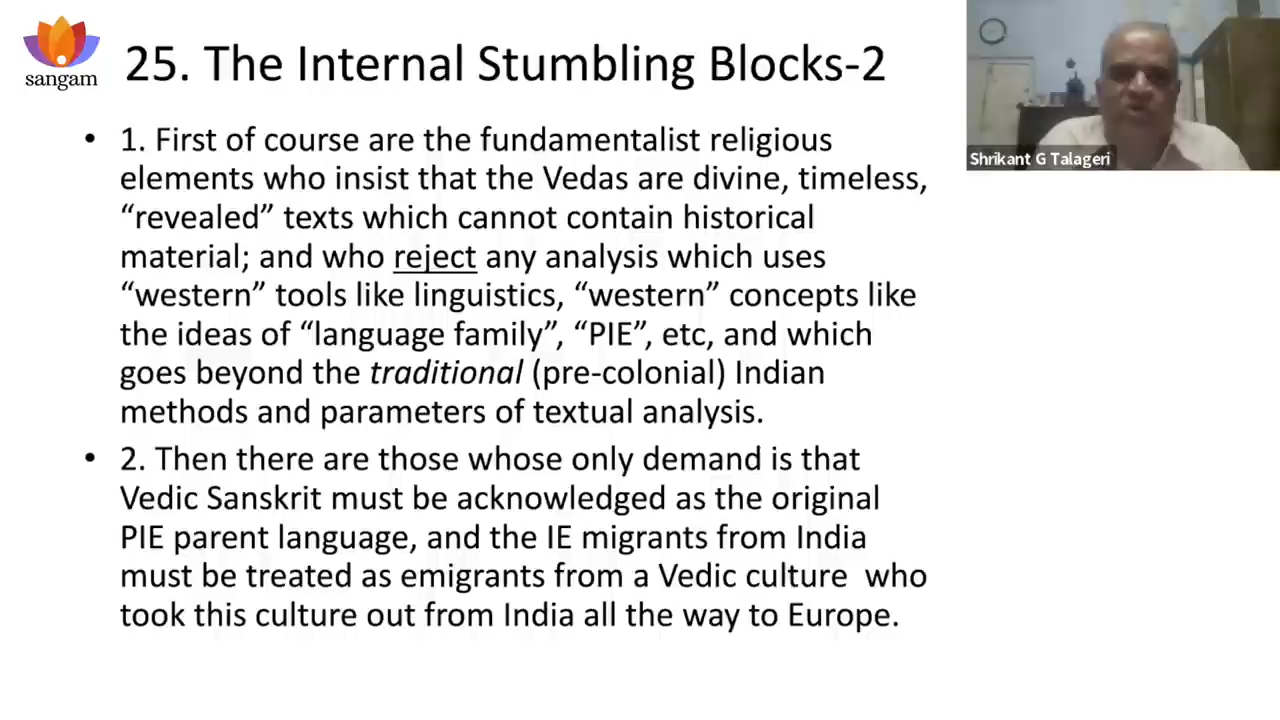 sangam
25. The Internal Stumbling Blocks-2
Shrikant G Talageri
• 1. First of course are the fundamentalist religious
elements who insist that the Vedas are divine, timeless,
“revealed” texts which cannot contain historical
material; and who reject any analysis which uses
“western” tools like linguistics, “western” concepts like
the ideas of “language family”, “PIE”, etc, and which
goes beyond the traditional (pre-colonial) Indian
methods and parameters of textual analysis.
• 2. Then there are those whose only demand is that
Vedic Sanskrit must be acknowledged as the original
PIE parent language, and the IE migrants from India
must be treated as emigrants from a Vedic culture  who
took this culture out from India all the way to Europe.